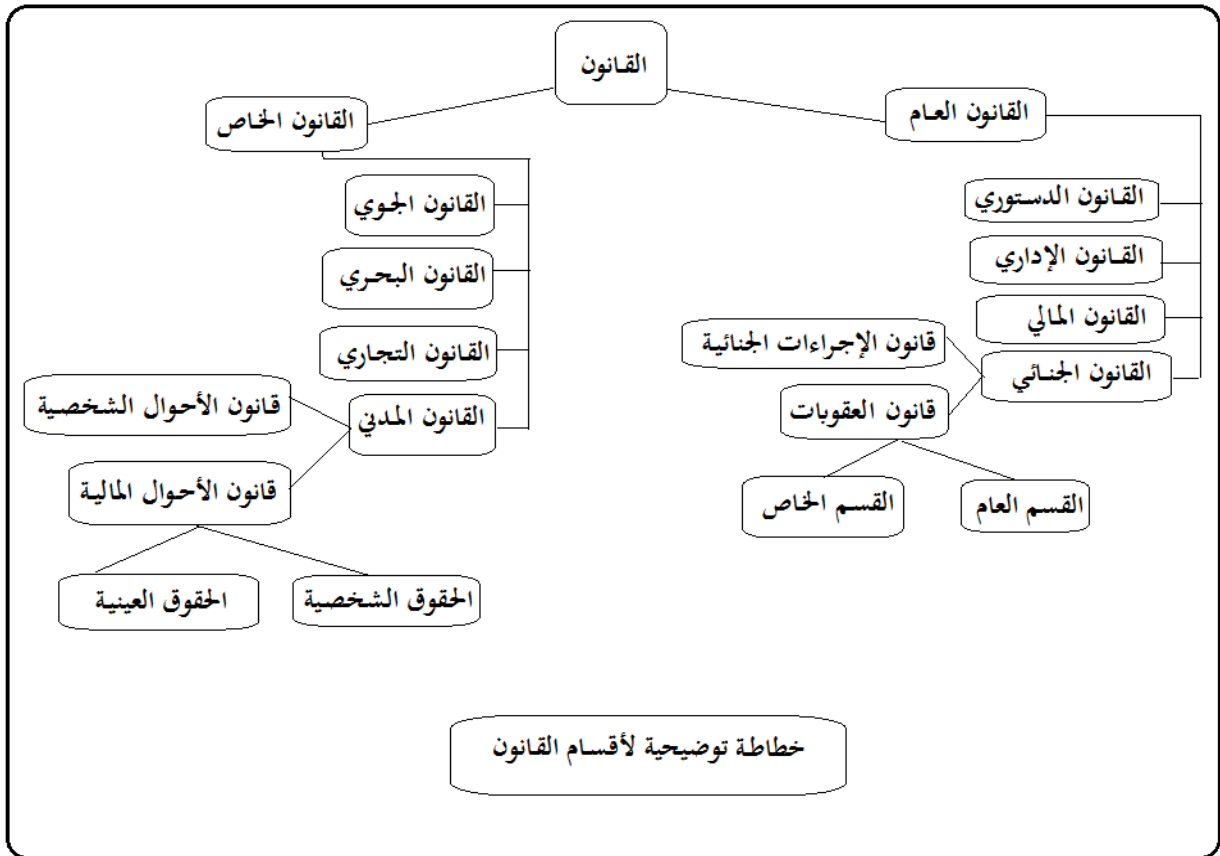 القانون
القانون العام
القانون الخاص
القانون الدستوري
القانون الإداري
القانون المالي
القانون الجنائي
قانون الإجراءات الجنائية
قانون العقوبات
القسم العام
القسم الخاص
القانون الجوي
القانون البحري
القانون التجاري
القانون المدني
قانون الأحوال الشخصية
قانون الأحوال المالية
الحقوق الشخصية
الحقوق العينية
خطاطة توضيحية لأقسام القانون